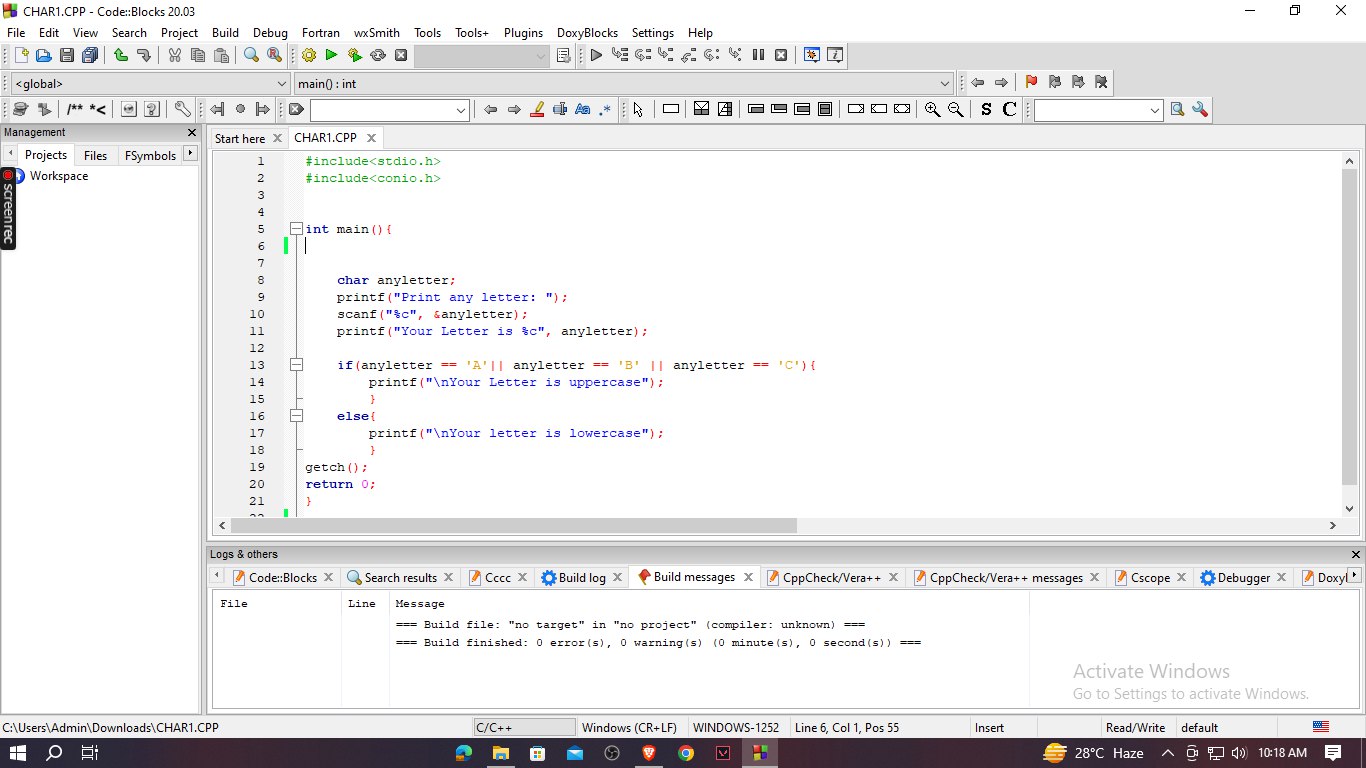 CHAR1.CPP - Code::Blocks 20.03
File Edit View Search Project Build Debug Fortran wxSmith Tools Tools+ Plugins DoxyBlocks Settings Help
<global> main() : int
/** *< Aa .* S C
Management
Projects Files FSymbols
Workspace
screenrec
Start here CHAR1.CPP
1 #include<stdio.h>
2 #include<conio.h>
3
4
5 int main(){
6
7
8 char anyletter;
9 printf("Print any letter: ");
10 scanf("%c", &anyletter);
11 printf("Your Letter is %c", anyletter);
12
13 if(anyletter == 'A'|| anyletter == 'B' || anyletter == 'C'){
14 printf("\nYour Letter is uppercase");
15 }
16 else{
17 printf("\nYour letter is lowercase");
18 }
19 getch();
20 return 0;
21 }
Logs & others
Code::Blocks Search results Cccc Build log Build messages CppCheck/Vera++ CppCheck/Vera++ messages Cscope Debugger Doxyl
File Line Message
=== Build file: "no target" in "no project" (compiler: unknown) ===
=== Build finished: 0 error(s), 0 warning(s) (0 minute(s), 0 second(s)) ===
Activate Windows
Go to Settings to activate Windows.
C:\Users\Admin\Downloads\CHAR1.CPP C/C++ Windows (CR+LF) WINDOWS-1252 Line 6, Col 1, Pos 55 Insert Read/Write default
28°C Haze 10:18 AM